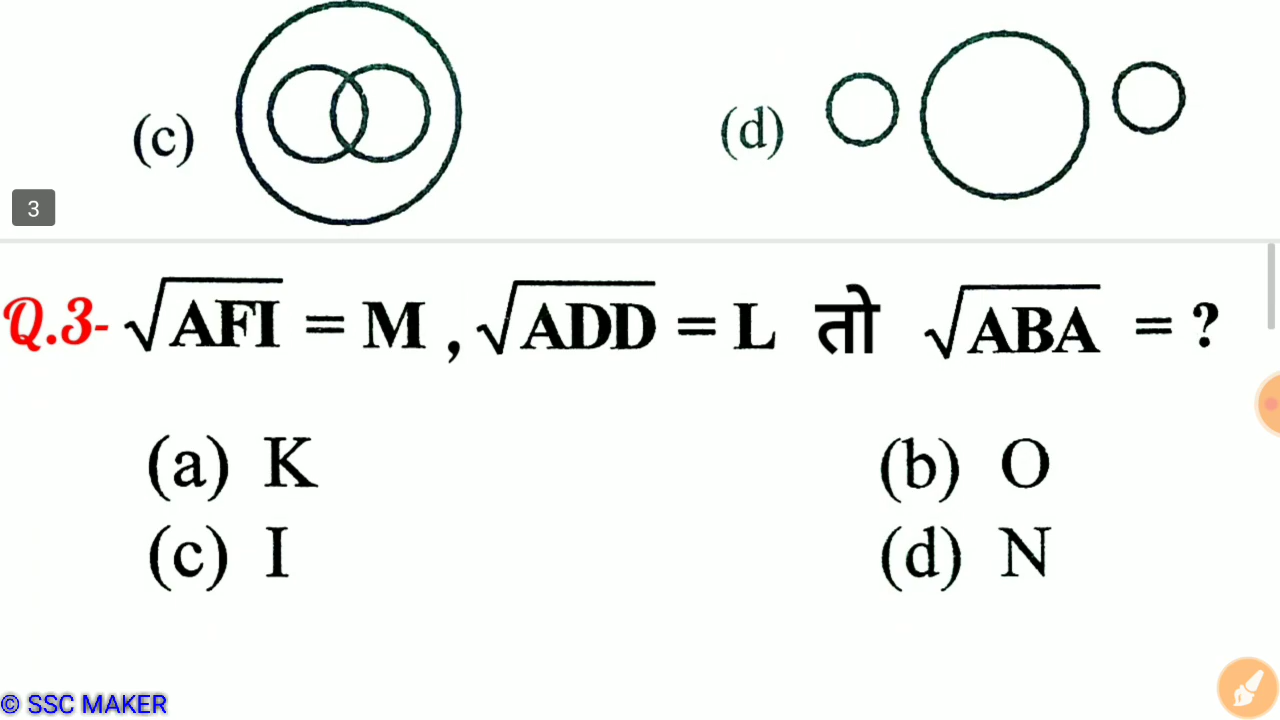 (c) (d)
3
Q.3- √AFI = M , √ADD = L तो √ABA = ?
(a) K (b) O
(c) I (d) N
© SSC MAKER